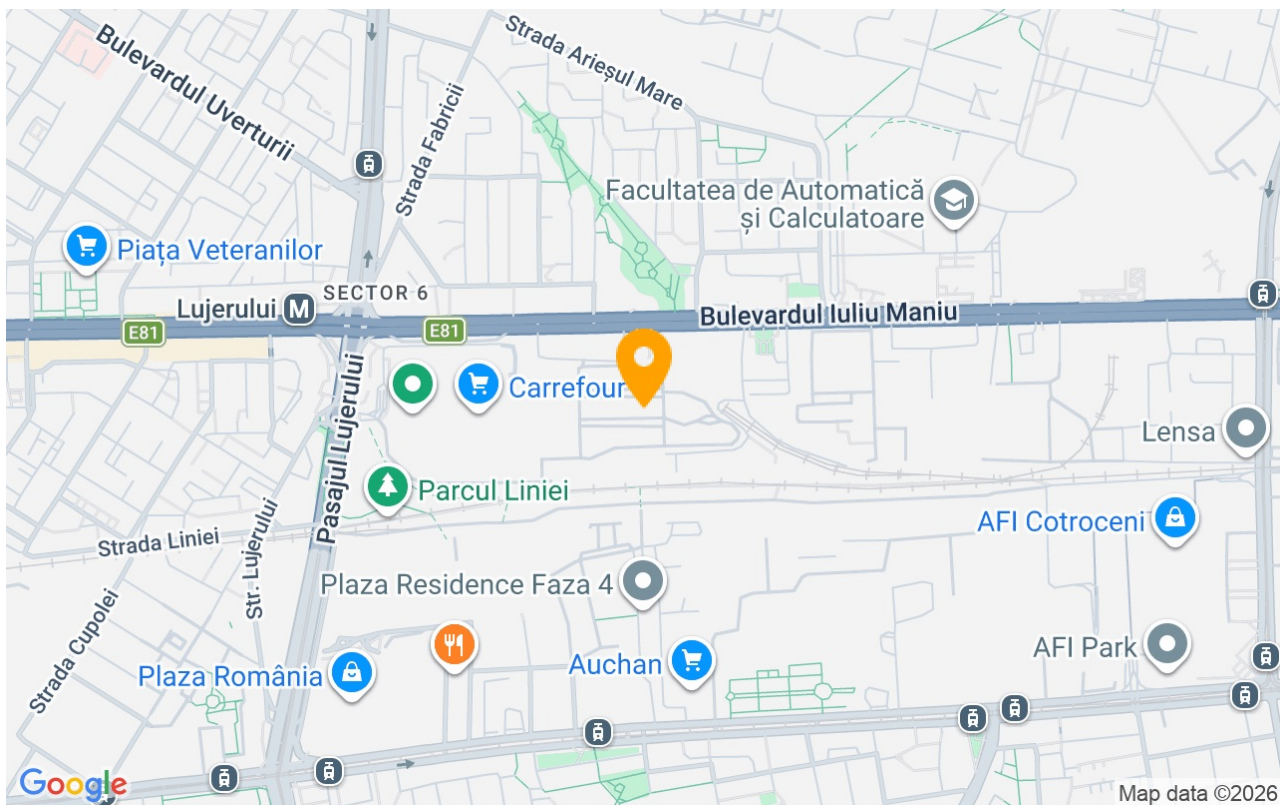 Strada Arieșul Mare
Bulevardul Uverturii
Strada Fabricii
Facultatea de Automatică
și Calculatoare
Piața Veteranilor
SECTOR 6
Lujerului
M
Bulevardul Iuliu Maniu
E81
E81
Carrefour
Pasajul Lujerului
Lensa
Parcul Liniei
AFI Cotroceni
Strada Liniei
Str. Lujerului
Plaza Residence Faza 4
Strada Cupolei
AFI Park
Auchan
Plaza România
Google
Map data ©2026